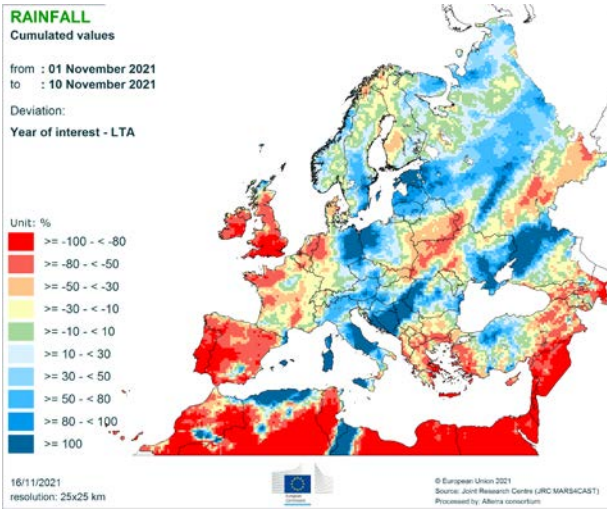 RAINFALL
Cumulated values
from : 01 November 2021
to : 10 November 2021
Deviation:
Year of interest - LTA
Unit: %
>= -100 - < -80
>= -80 - < -50
>= -50 - < -30
>= -30 - < -10
>= -10 - < 10
>= 10 - < 30
>= 30 - < 50
>= 50 - < 80
>= 80 - < 100
>= 100
16/11/2021
resolution: 25x25 km
European
Commission
© European Union 2021
Source: Joint Research Centre (JRC MARS4CAST)
Processed by: Alterra consortium